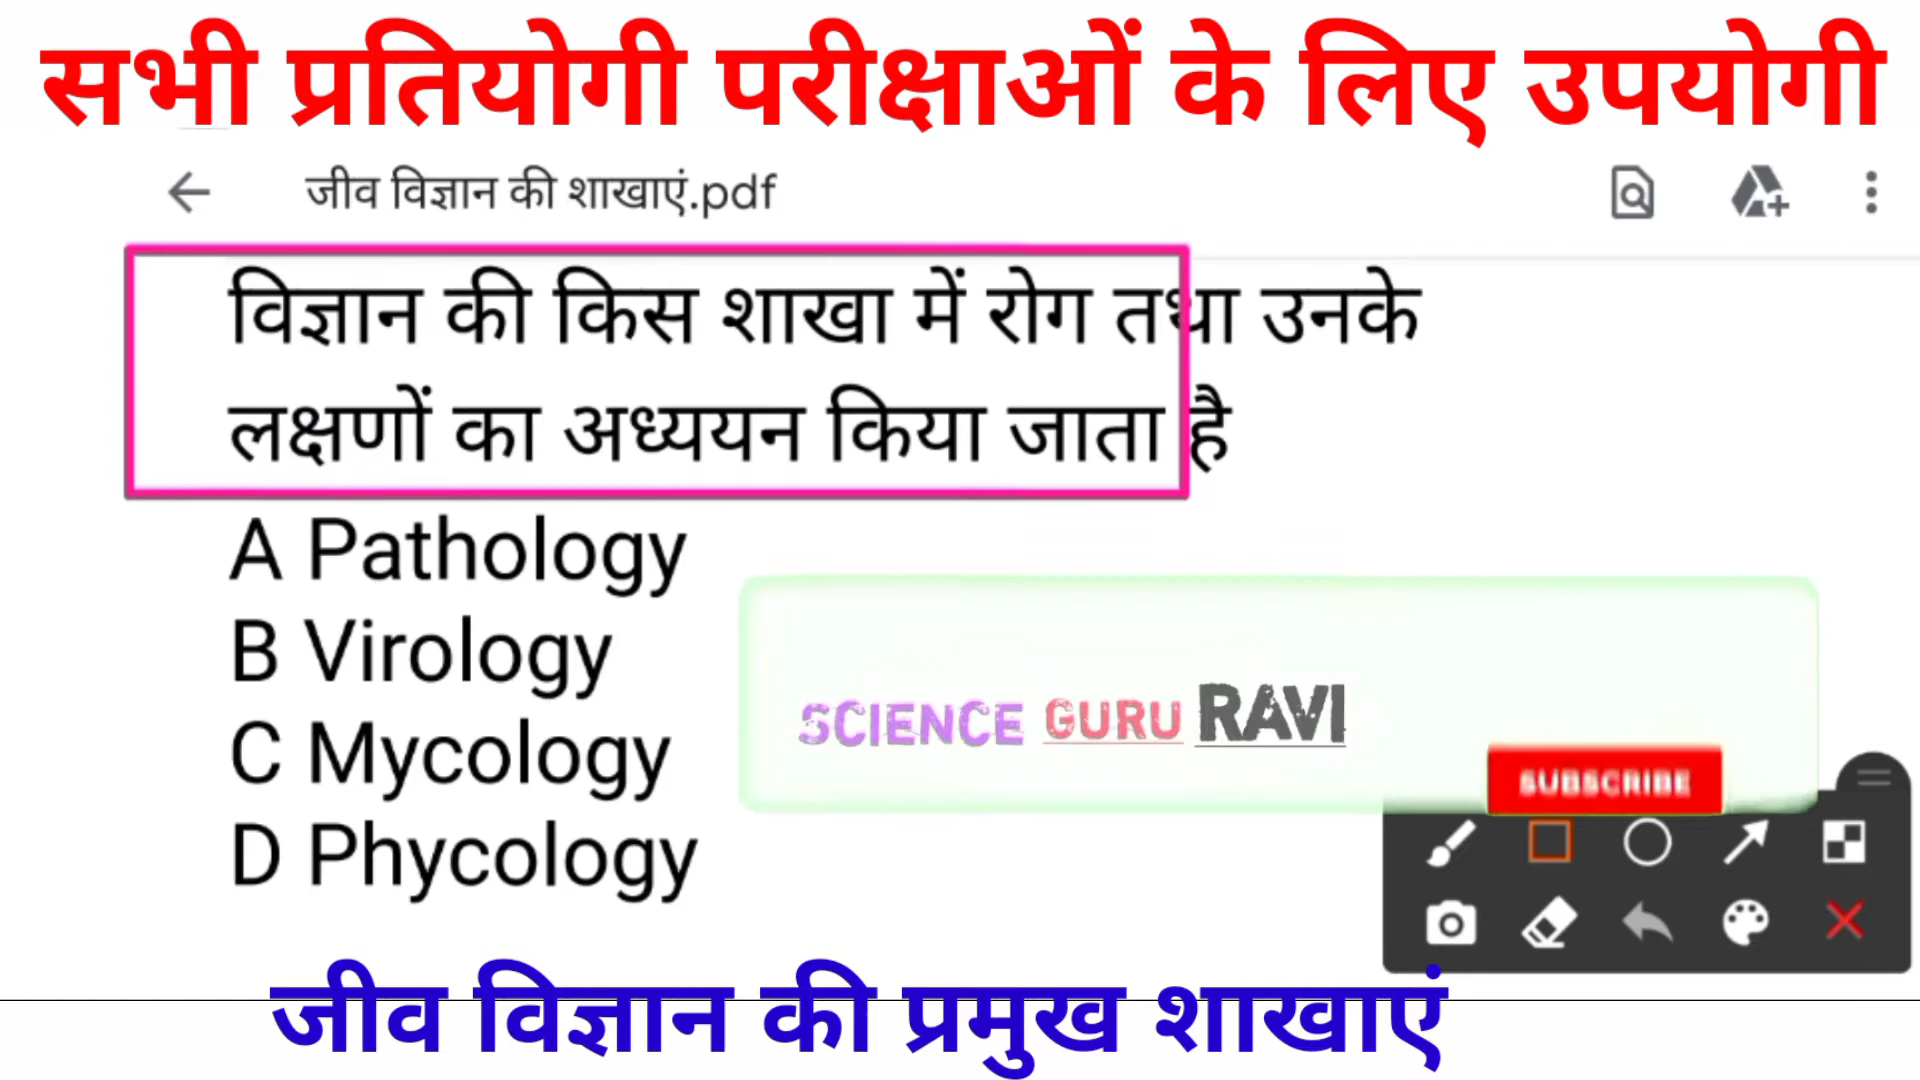 सभी प्रतियोगी परीक्षाओं के लिए उपयोगी
जीव विज्ञान की शाखाएं.pdf
विज्ञान की किस शाखा में रोग तथा उनके
लक्षणों का अध्ययन किया जाता है
A Pathology
B Virology
C Mycology
D Phycology
SCIENCE GURU RAVI
SUBSCRIBE
जीव विज्ञान की प्रमुख शाखाएं